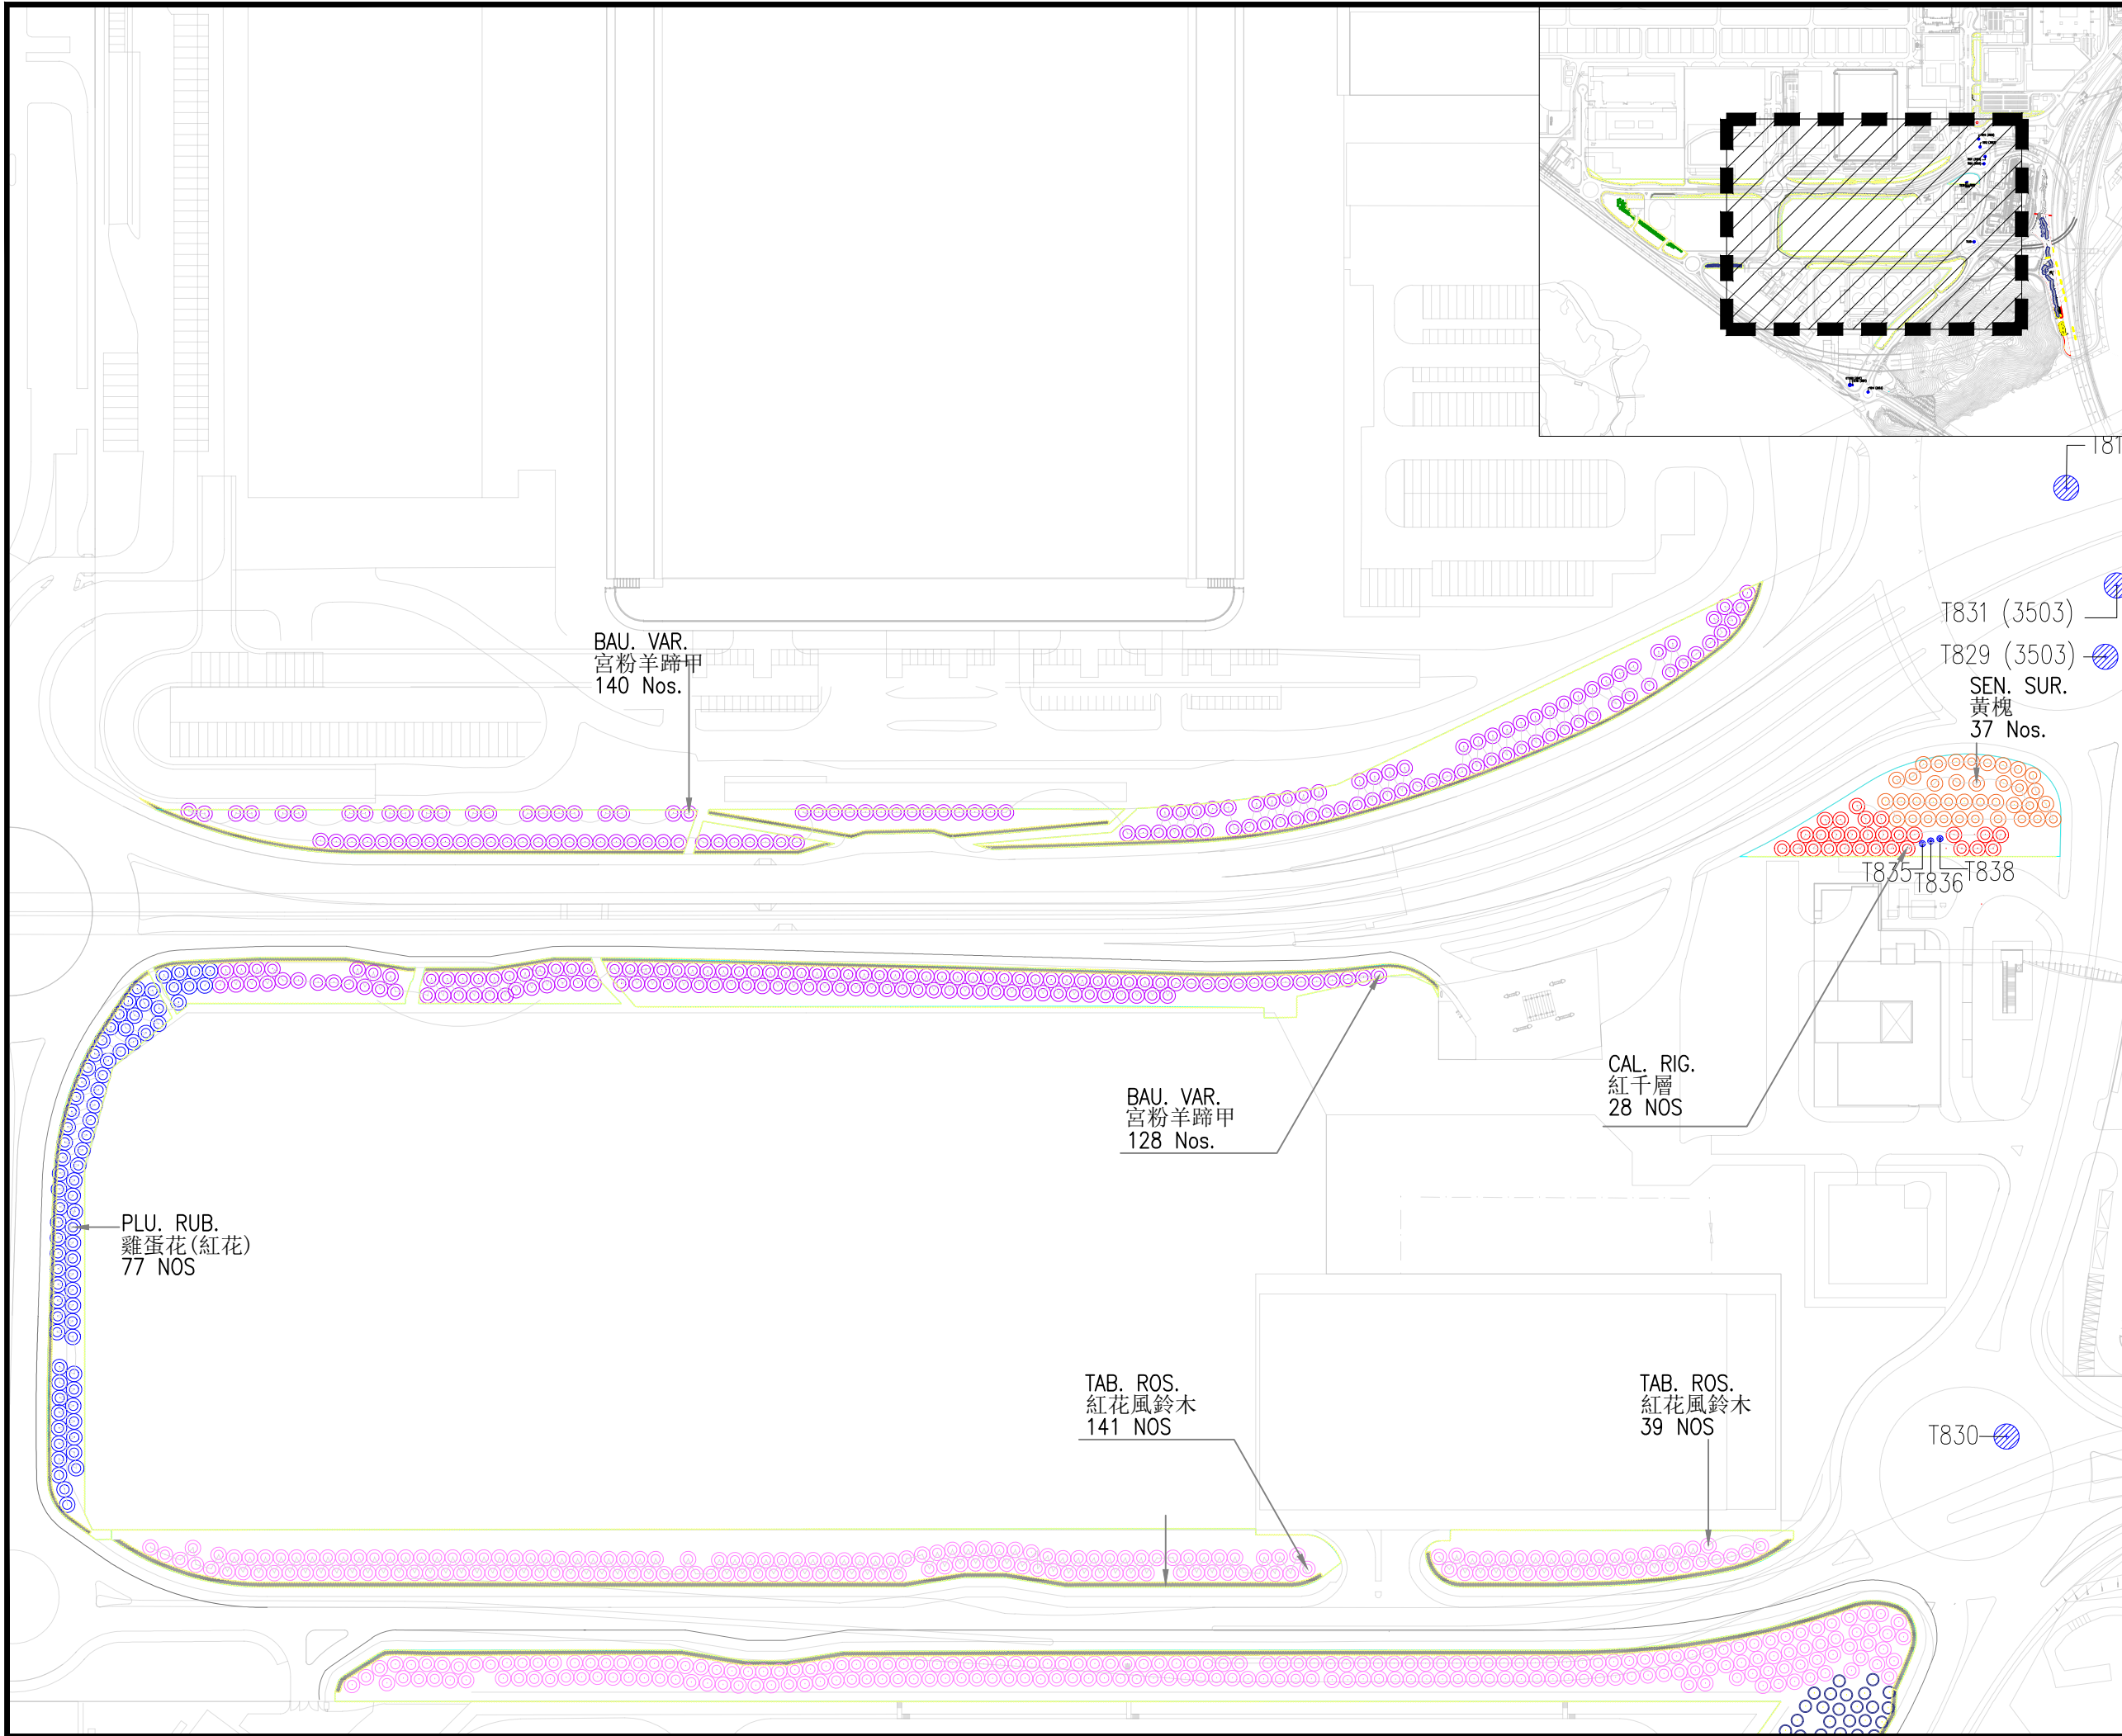 T831 (3503)
T829 (3503)
SEN. SUR.
黃槐
37 Nos.
BAU. VAR.
宮粉羊蹄甲
140 Nos.
T835
T836
T838
BAU. VAR.
宮粉羊蹄甲
128 Nos.
CAL. RIG.
紅千層
28 NOS
PLU. RUB.
雞蛋花(紅花)
77 NOS
TAB. ROS.
紅花風鈴木
141 NOS
TAB. ROS.
紅花風鈴木
39 NOS
T830